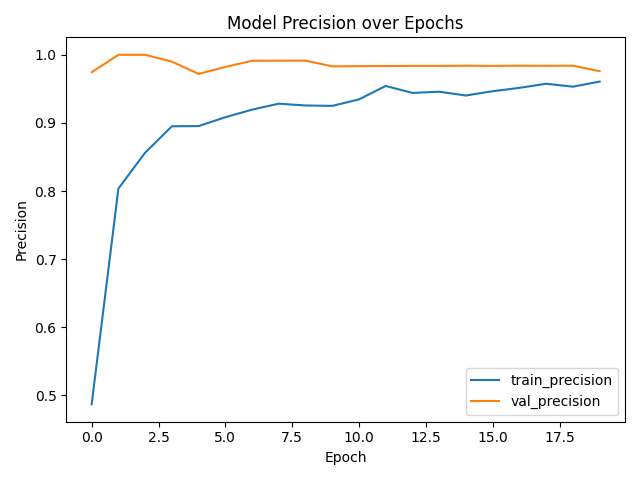 Model Precision over Epochs
Precision
1.0
0.9
0.8
0.7
0.6
0.5
train_precision
val_precision
0.0 2.5 5.0 7.5 10.0 12.5 15.0 17.5
Epoch